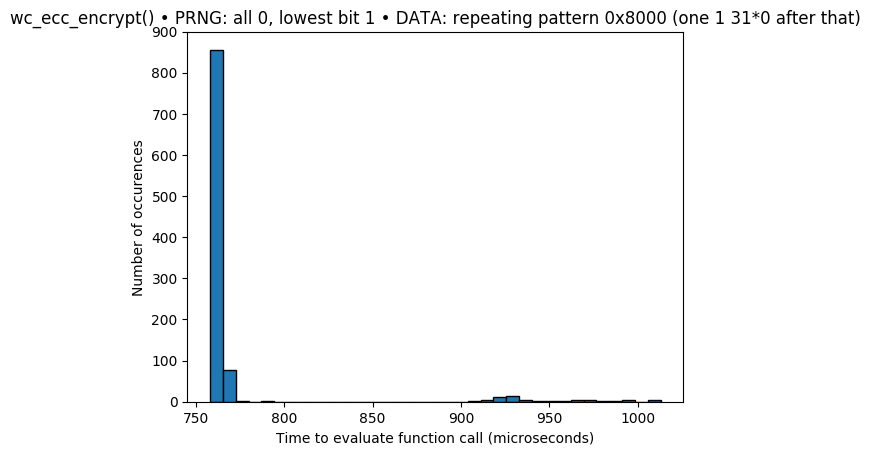 wc_ecc_encrypt() • PRNG: all 0, lowest bit 1 • DATA: repeating pattern 0x8000 (one 1 31*0 after that)
900
800
700
600
500
400
300
200
100
0
Number of occurences
750 800 850 900 950 1000
Time to evaluate function call (microseconds)